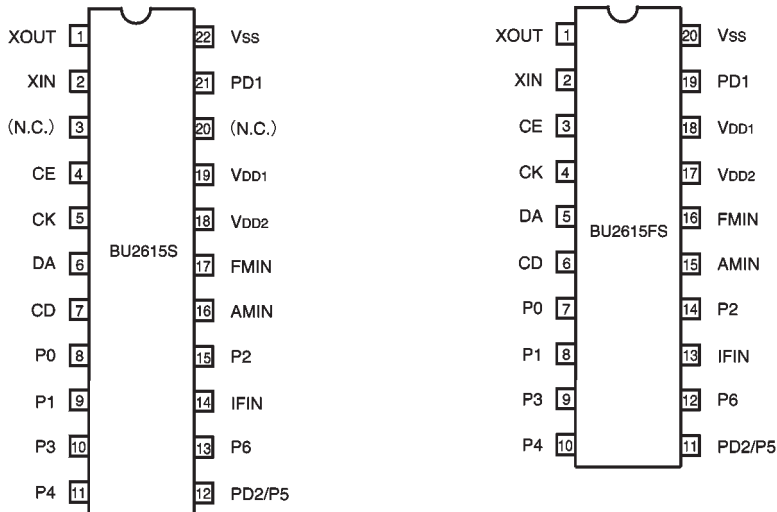 XOUT 1 22 VSS
XIN 2 21 PD1
(N.C.) 3 20 (N.C.)
CE 4 19 VDD1
CK 5 18 VDD2
BU2615S
DA 6 17 FMIN
CD 7 16 AMIN
P0 8 15 P2
P1 9 14 IFIN
P3 10 13 P6
P4 11 12 PD2/P5
XOUT 1 20 VSS
XIN 2 19 PD1
CE 3 18 VDD1
CK 4 17 VDD2
DA 5 16 FMIN
BU2615FS
CD 6 15 AMIN
P0 7 14 P2
P1 8 13 IFIN
P3 9 12 P6
P4 10 11 PD2/P5